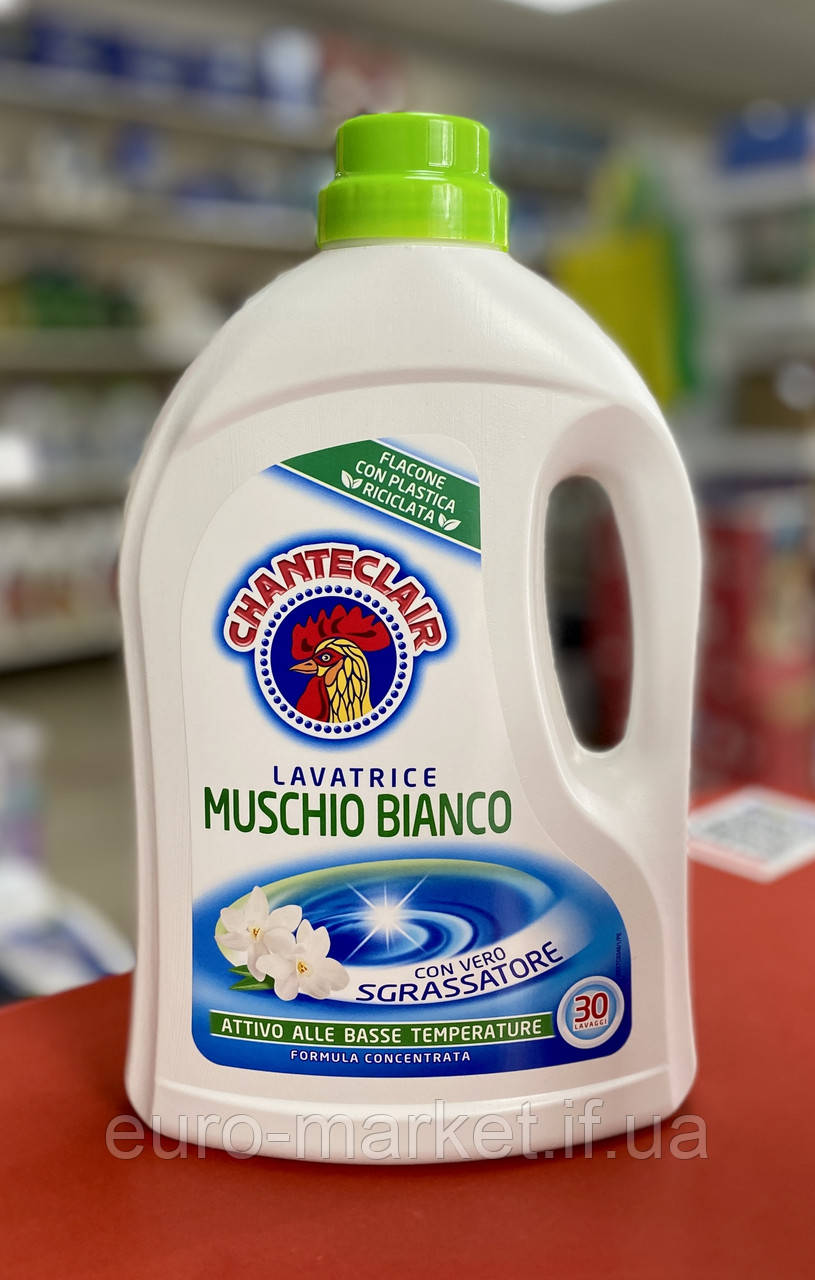 FLACONE
CON PLASTICA
RICICLATA
CHANTECLAIR
LAVATRICE
MUSCHIO BIANCO
CON VERO
SGRASSATORE
30
LAVAGGI
ATTIVO ALLE BASSE TEMPERATURE
FORMULA CONCENTRATA
euro-market.if.ua